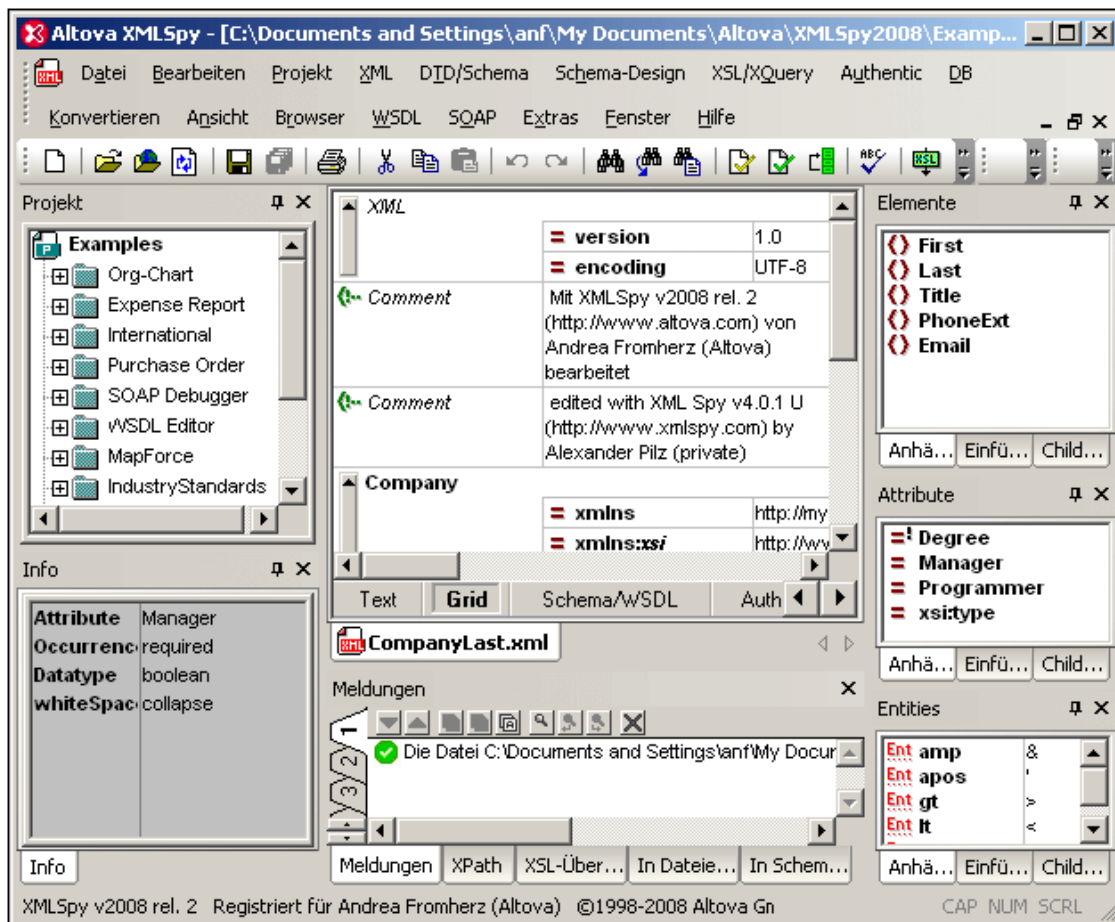 Altova XMLSpy - [C:\Documents and Settings\anf\My Documents\Altova\XMLSpy2008\Examp...
Datei Bearbeiten Projekt XML DTD/Schema Schema-Design XSL/XQuery Authentic DB
Konvertieren Ansicht Browser WSDL SOAP Extras Fenster Hilfe
Projekt
Examples
Org-Chart
Expense Report
International
Purchase Order
SOAP Debugger
WSDL Editor
MapForce
IndustryStandards
Info
Attribute Manager
Occurrenc required
Datatype boolean
whiteSpac collapse
Info
XML
= version 1.0
= encoding UTF-8
Comment Mit XMLSpy v2008 rel. 2
(http://www.altova.com) von
Andrea Fromherz (Altova)
bearbeitet
Comment edited with XML Spy v4.0.1 U
(http://www.xmlspy.com) by
Alexander Pilz (private)
Company
= xmlns http://my
= xmlns:xsi http://wv
Text Grid Schema/WSDL Auth
CompanyLast.xml
Meldungen
1
2
3
Die Datei C:\Documents and Settings\anf\My Docur
Meldungen XPath XSL-Über... In Dateie... In Schem...
Elemente
First
Last
Title
PhoneExt
Email
Anhä... Einfü... Child...
Attribute
=! Degree
= Manager
= Programmer
= xsi:type
Anhä... Einfü... Child...
Entities
Ent amp &
Ent apos '
Ent gt >
Ent lt <
Anhä... Einfü... Child...
XMLSpy v2008 rel. 2 Registriert für Andrea Fromherz (Altova) ©1998-2008 Altova Gn CAP NUM SCRL